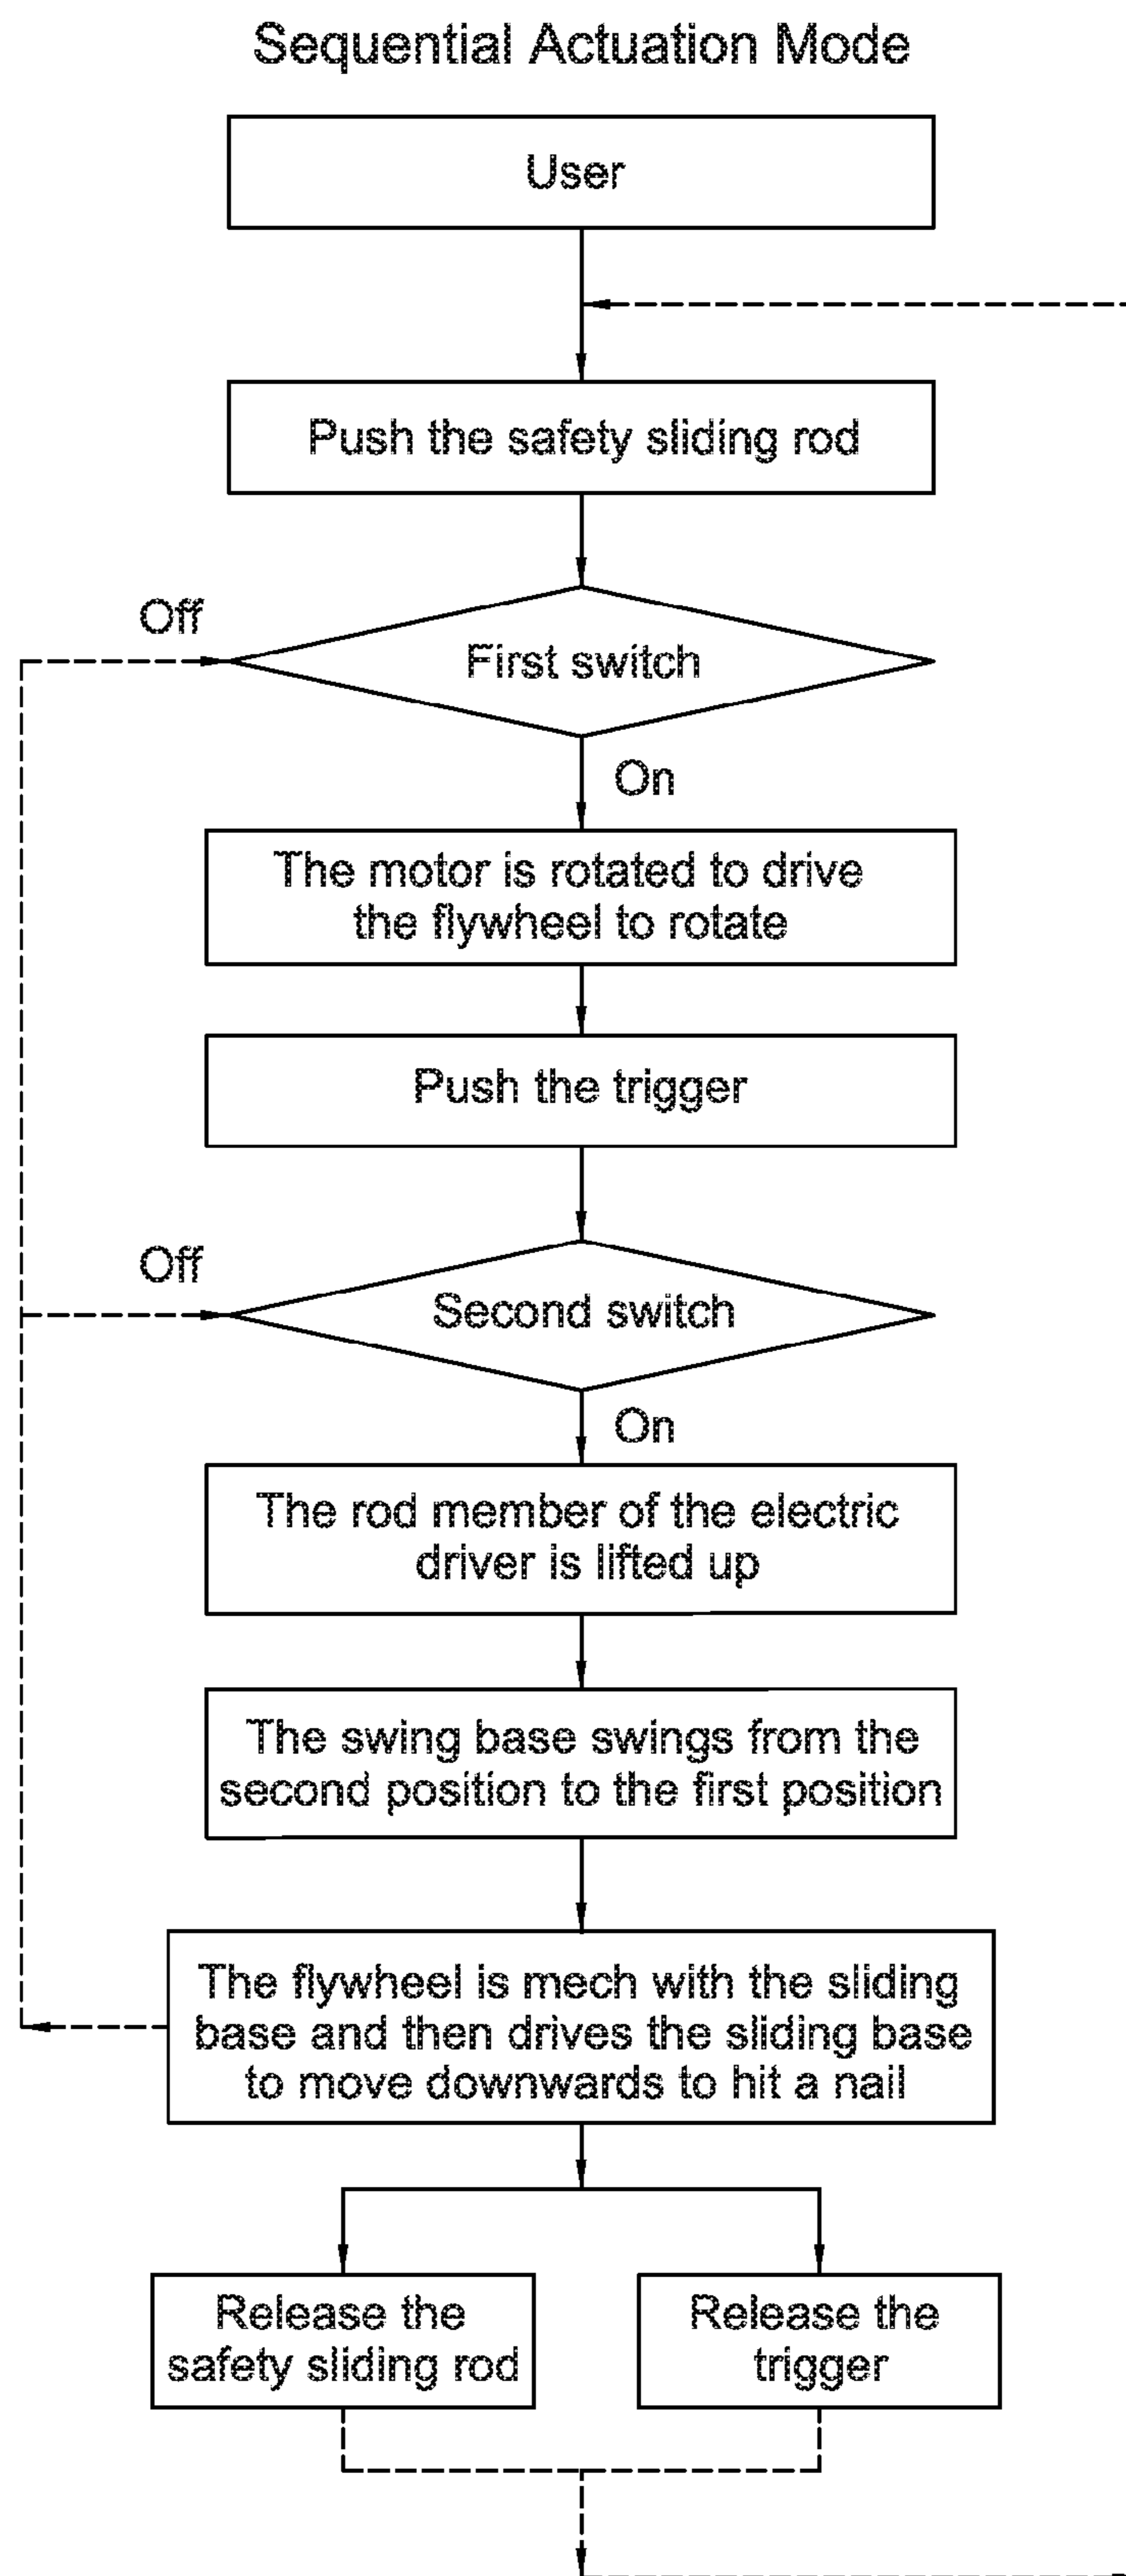 Sequential Actuation Mode
User
Push the safety sliding rod
Off
First switch
On
The motor is rotated to drive
the flywheel to rotate
Push the trigger
Off
Second switch
On
The rod member of the electric
driver is lifted up
The swing base swings from the
second position to the first position
The flywheel is mech with the sliding
base and then drives the sliding base
to move downwards to hit a nail
Release the
safety sliding rod
Release the
trigger